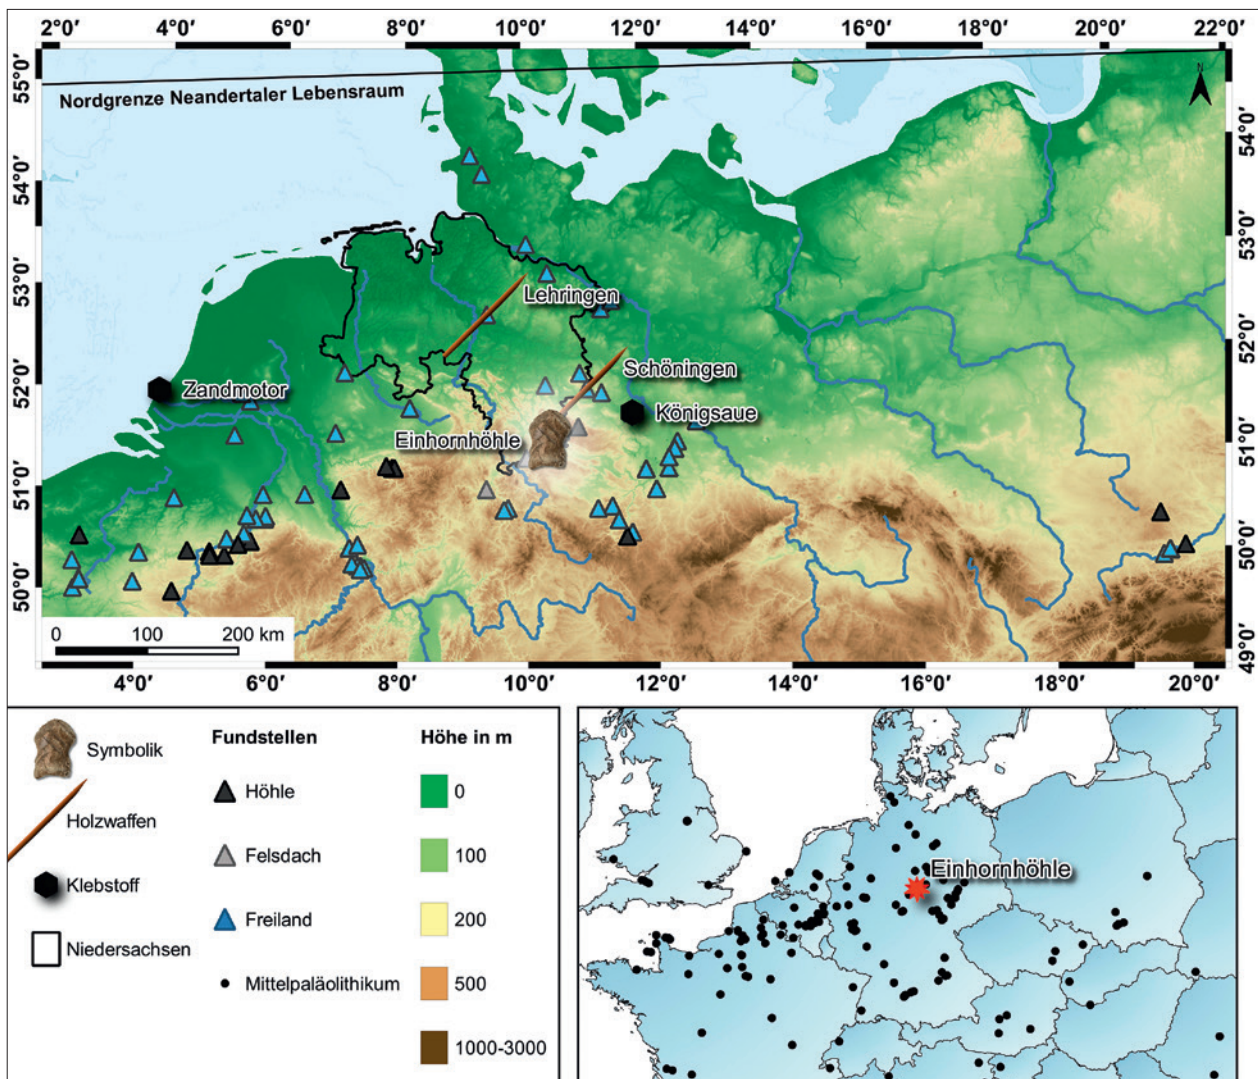 2°0' 4°0' 6°0' 8°0' 10°0' 12°0' 14°0' 16°0' 18°0' 20°0' 22°0'
55°0'
54°0'
53°0'
52°0'
51°0'
50°0'
N
Nordgrenze Neandertaler Lebensraum
54°0'
53°0'
52°0'
51°0'
50°0'
49°0'
Lehringen
Schöningen
Zandmotor
Königsaue
Einhornhöhle
0 100 200 km
4°0' 6°0' 8°0' 10°0' 12°0' 14°0' 16°0' 18°0' 20°0'
Symbolik
Holzwaffen
Klebstoff
Niedersachsen
Fundstellen
Höhle
Felsdach
Freiland
Mittelpaläolithikum
Höhe in m
0
100
200
500
1000-3000
Einhornhöhle